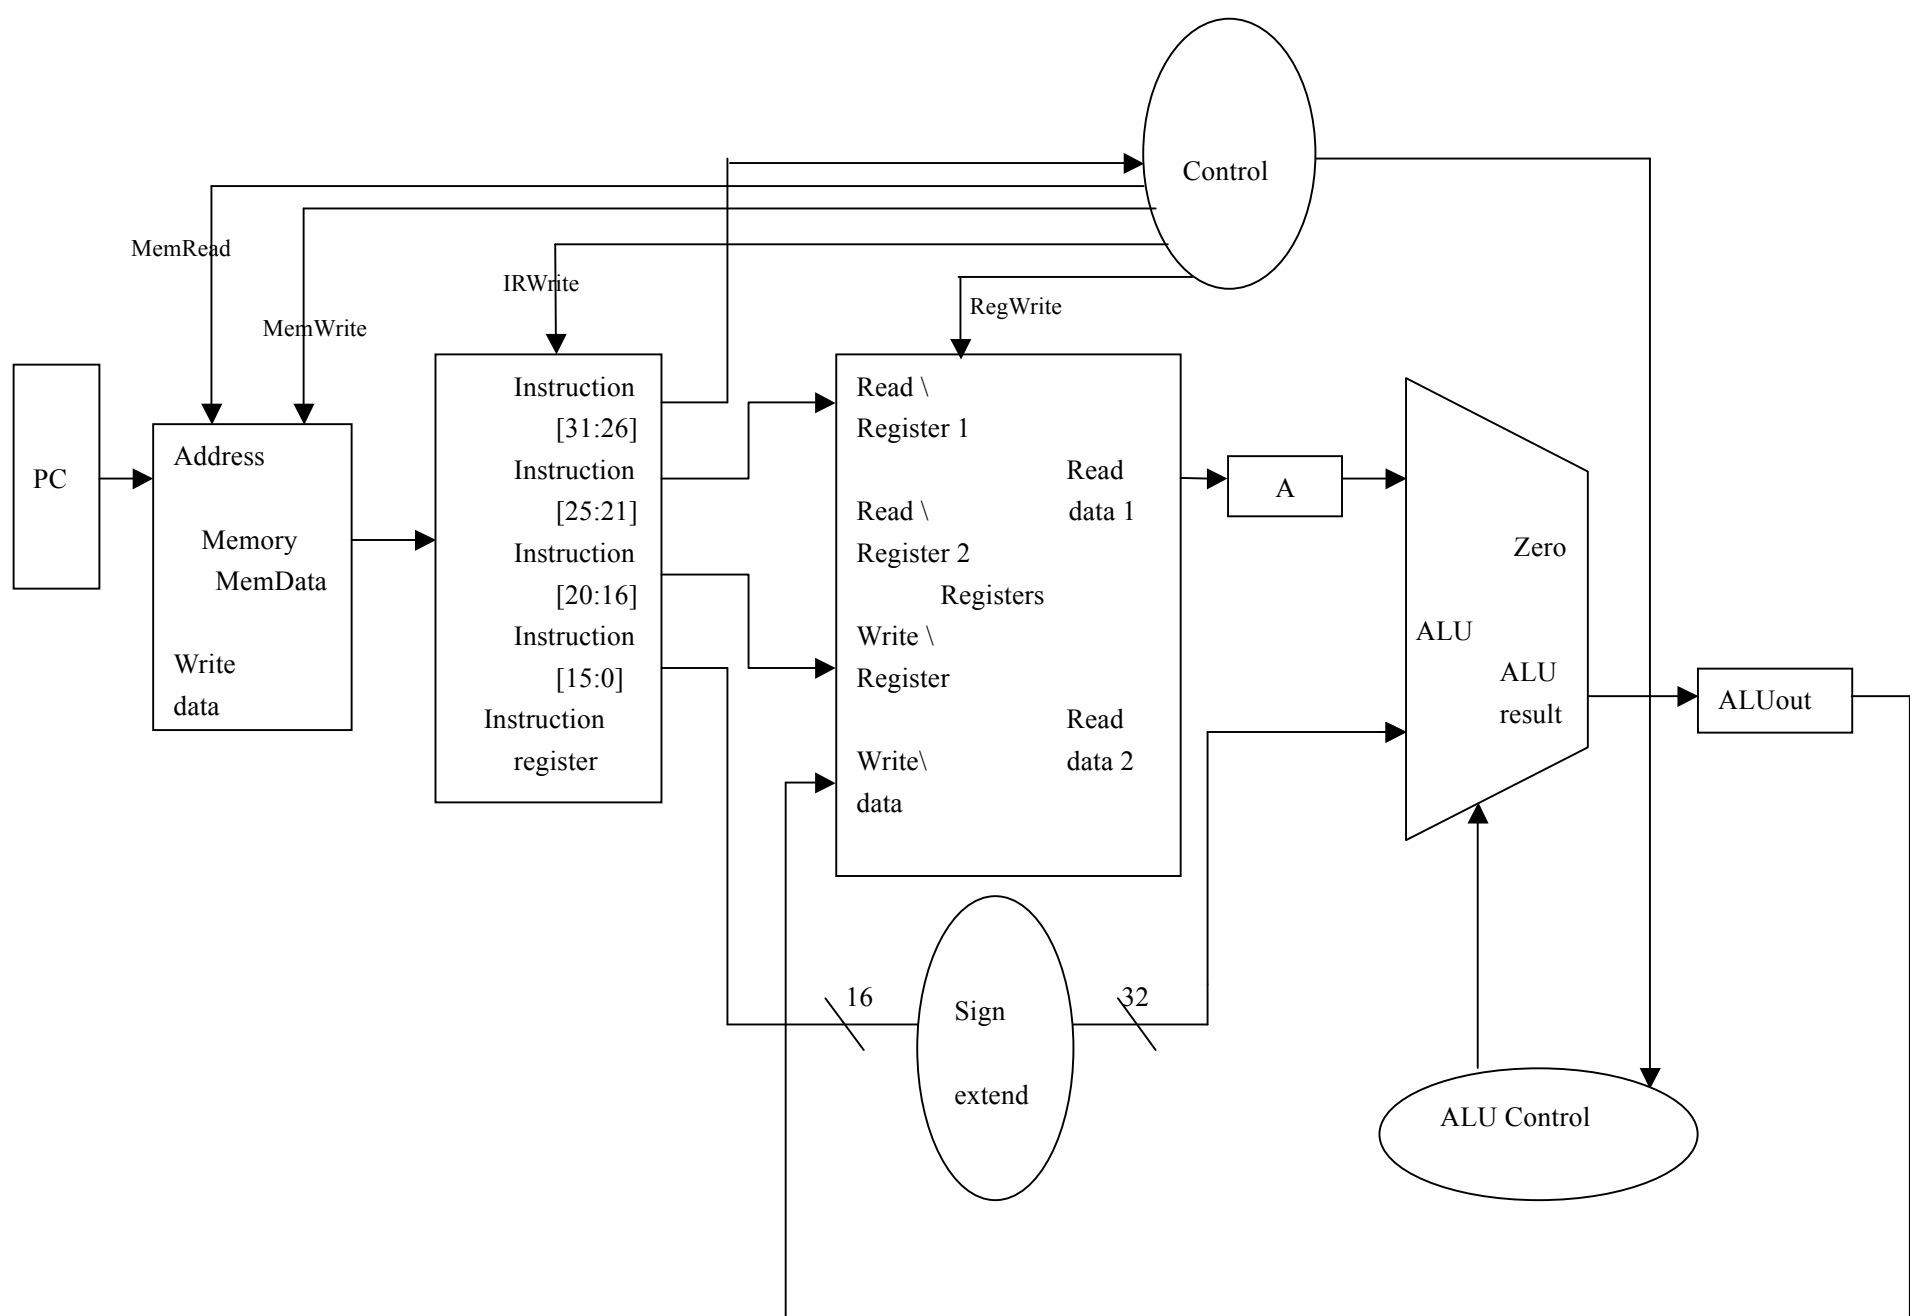 Control
MemRead
IRWrite
RegWrite
MemWrite
PC
Address
Memory
MemData
Write
data
Instruction
[31:26]
Instruction
[25:21]
Instruction
[20:16]
Instruction
[15:0]
Instruction
register
Read \
Register 1
Read
data 1
Read \
Register 2
Registers
Write \
Register
Read
data 2
Write\
data
A
Zero
ALU
ALU
result
ALUout
16
Sign
extend
32
ALU Control